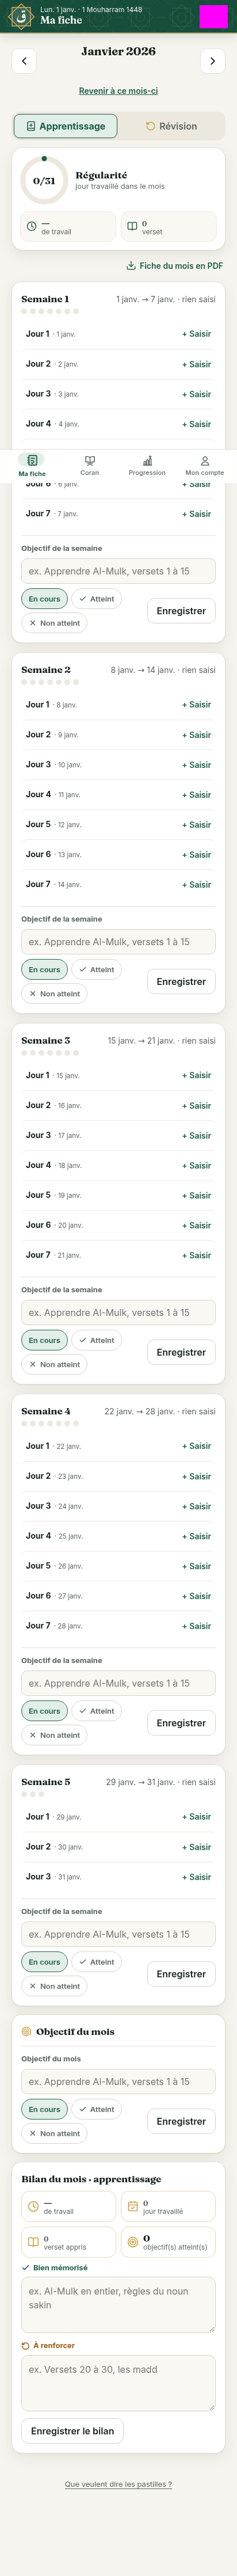 Lun. 1 janv. · 1 Mouharram 1448
Ma fiche
Janvier 2026
Revenir à ce mois-ci
Apprentissage
Révision
0/31
Régularité
jour travaillé dans le mois
—
de travail
0
verset
Fiche du mois en PDF
Semaine 1
1 janv. → 7 janv. · rien saisi
Jour 1 · 1 janv.
+ Saisir
Jour 2 · 2 janv.
+ Saisir
Jour 3 · 3 janv.
+ Saisir
Jour 4 · 4 janv.
+ Saisir
Ma fiche
Coran
Progression
Mon compte
Jour 6 · 6 janv.
+ Saisir
Jour 7 · 7 janv.
+ Saisir
Objectif de la semaine
ex. Apprendre Al-Mulk, versets 1 à 15
En cours
Atteint
Non atteint
Enregistrer
Semaine 2
8 janv. → 14 janv. · rien saisi
Jour 1 · 8 janv.
+ Saisir
Jour 2 · 9 janv.
+ Saisir
Jour 3 · 10 janv.
+ Saisir
Jour 4 · 11 janv.
+ Saisir
Jour 5 · 12 janv.
+ Saisir
Jour 6 · 13 janv.
+ Saisir
Jour 7 · 14 janv.
+ Saisir
Objectif de la semaine
ex. Apprendre Al-Mulk, versets 1 à 15
En cours
Atteint
Non atteint
Enregistrer
Semaine 3
15 janv. → 21 janv. · rien saisi
Jour 1 · 15 janv.
+ Saisir
Jour 2 · 16 janv.
+ Saisir
Jour 3 · 17 janv.
+ Saisir
Jour 4 · 18 janv.
+ Saisir
Jour 5 · 19 janv.
+ Saisir
Jour 6 · 20 janv.
+ Saisir
Jour 7 · 21 janv.
+ Saisir
Objectif de la semaine
ex. Apprendre Al-Mulk, versets 1 à 15
En cours
Atteint
Non atteint
Enregistrer
Semaine 4
22 janv. → 28 janv. · rien saisi
Jour 1 · 22 janv.
+ Saisir
Jour 2 · 23 janv.
+ Saisir
Jour 3 · 24 janv.
+ Saisir
Jour 4 · 25 janv.
+ Saisir
Jour 5 · 26 janv.
+ Saisir
Jour 6 · 27 janv.
+ Saisir
Jour 7 · 28 janv.
+ Saisir
Objectif de la semaine
ex. Apprendre Al-Mulk, versets 1 à 15
En cours
Atteint
Non atteint
Enregistrer
Semaine 5
29 janv. → 31 janv. · rien saisi
Jour 1 · 29 janv.
+ Saisir
Jour 2 · 30 janv.
+ Saisir
Jour 3 · 31 janv.
+ Saisir
Objectif de la semaine
ex. Apprendre Al-Mulk, versets 1 à 15
En cours
Atteint
Non atteint
Enregistrer
Objectif du mois
Objectif du mois
ex. Apprendre Al-Mulk, versets 1 à 15
En cours
Atteint
Non atteint
Enregistrer
Bilan du mois · apprentissage
—
de travail
0
jour travaillé
0
verset appris
0
objectif(s) atteint(s)
Bien mémorisé
ex. Al-Mulk en entier, règles du noun
sakin
À renforcer
ex. Versets 20 à 30, les madd
Enregistrer le bilan
Que veulent dire les pastilles ?